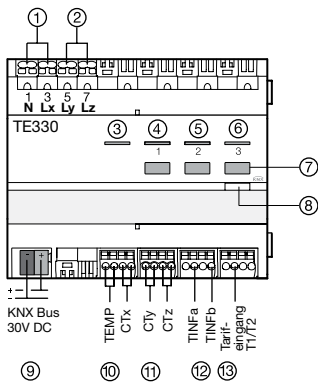 ① ②
1 3 5 7
N Lx Ly Lz
TE330
③ ④ ⑤ ⑥
1 2 3
⑦
⑧
- +
+ -
KNX Bus
30V DC
TEMP
CTx
CTy
CTz
TINFa
TINFb
Tarif-
eingang
T1/T2
⑨ ⑩ ⑪ ⑫ ⑬